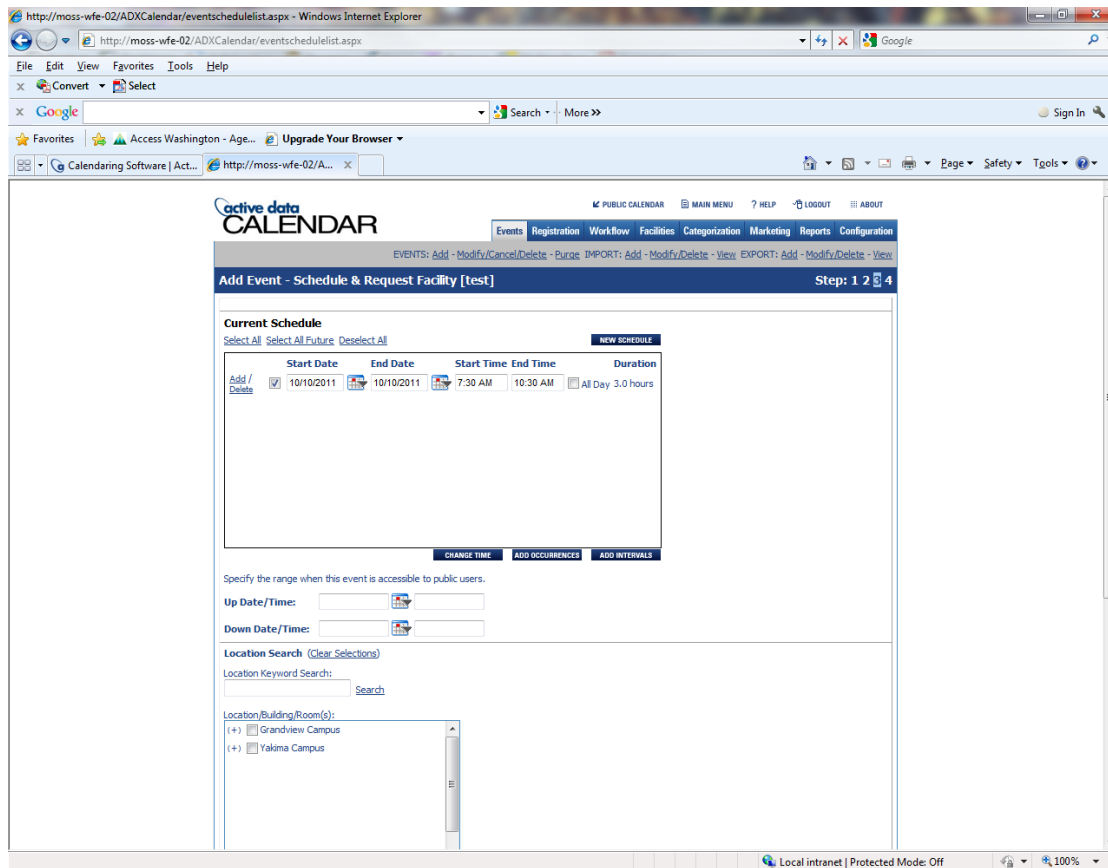 http://moss-wfe-02/ADXCalendar/eventschedulelist.aspx - Windows Internet Explorer
http://moss-wfe-02/ADXCalendar/eventschedulelist.aspx
Google
File Edit View Favorites Tools Help
x Convert Select
x Google Search More >> Sign In
Favorites Access Washington - Age... Upgrade Your Browser
Calendaring Software | Act... http://moss-wfe-02/A... X Page Safety Tools
active data
CALENDAR
PUBLIC CALENDAR MAIN MENU ? HELP LOGOUT ABOUT
Events Registration Workflow Facilities Categorization Marketing Reports Configuration
EVENTS: Add - Modify/Cancel/Delete - Purge IMPORT: Add - Modify/Delete - View EXPORT: Add - Modify/Delete - View
Add Event - Schedule & Request Facility [test] Step: 1 2 3 4
Current Schedule
Select All Select All Future Deselect All NEW SCHEDULE
Start Date End Date Start Time End Time Duration
Add / Delete 10/10/2011 10/10/2011 7:30 AM 10:30 AM All Day 3.0 hours
CHANGE TIME ADD OCCURRENCES ADD INTERVALS
Specify the range when this event is accessible to public users.
Up Date/Time:
Down Date/Time:
Location Search (Clear Selections)
Location Keyword Search:
Search
Location/Building/Room(s):
(+) Grandview Campus
(+) Yakima Campus
Local intranet | Protected Mode: Off 100%